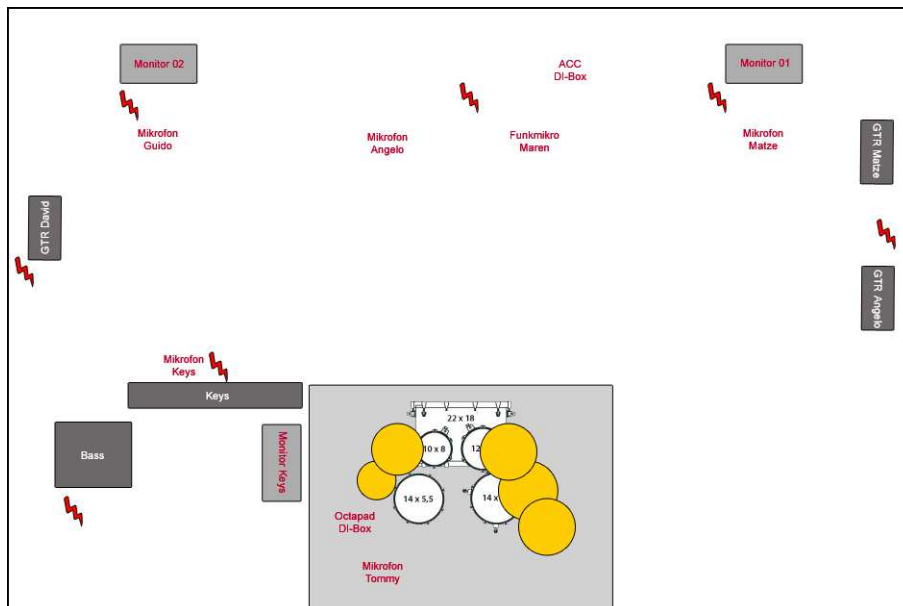 Monitor 02
ACC
DI-Box
Monitor 01
Mikrofon
Guido
Mikrofon
Angelo
Funkmikro
Maren
Mikrofon
Matze
GTR Matze
GTR David
GTR Angelo
Mikrofon
Keys
Keys
22 x 18
10 x 8
12
Bass
Monitor Keys
14 x 5,5
14 x
Octapad
DI-Box
Mikrofon
Tommy